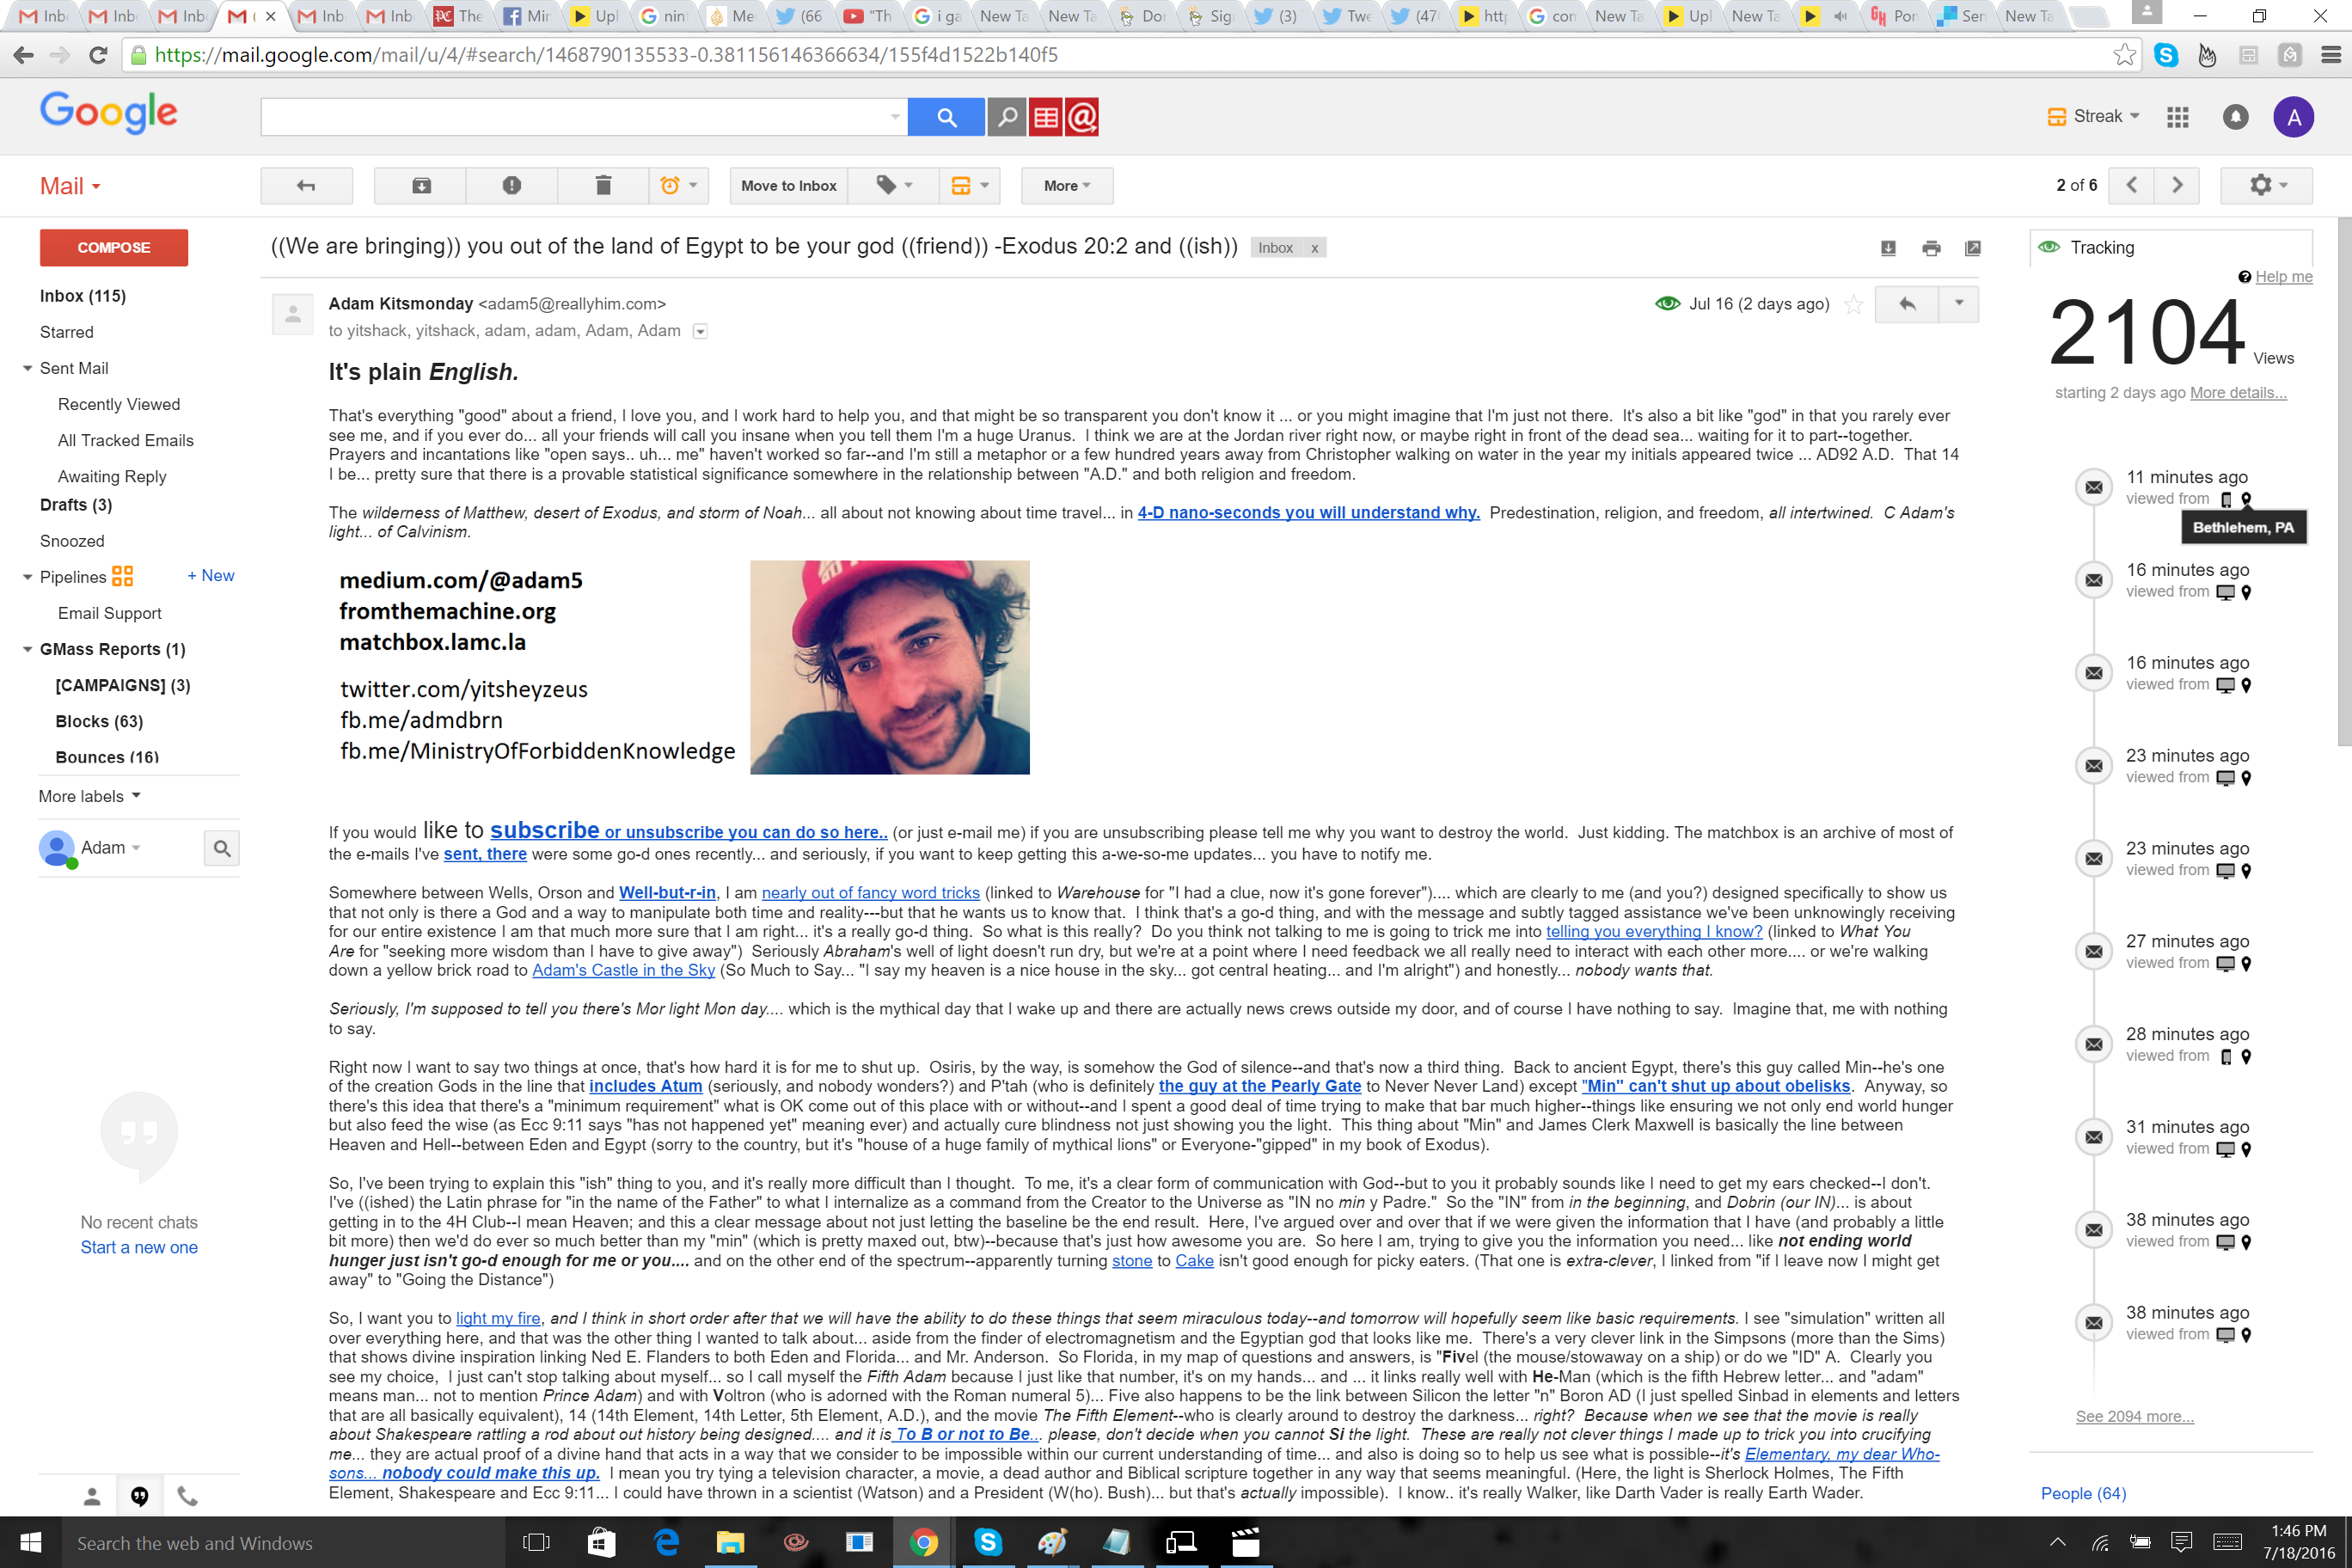 Inb
Inb
Inb
(
Inb
Inb
The
Min
Upl
nin
Me
(66
"Th
i ga
New Ta
New Ta
Do
Sig
(3)
Twe
(47
htt
con
New Ta
Upl
New Ta
Por
Sen
New Ta
https://mail.google.com/mail/u/4/#search/1468790135533-0.381156146366634/155f4d1522b140f5
Google
Streak
A
Mail
Move to Inbox
More
2 of 6
COMPOSE
Inbox (115)
Starred
Sent Mail
Recently Viewed
All Tracked Emails
Awaiting Reply
Drafts (3)
Snoozed
Pipelines
+ New
Email Support
GMass Reports (1)
[CAMPAIGNS] (3)
Blocks (63)
Bounces (16)
More labels
Adam
No recent chats
Start a new one
((We are bringing)) you out of the land of Egypt to be your god ((friend)) -Exodus 20:2 and ((ish))
Inbox x
Adam Kitsmonday <adam5@reallyhim.com>
Jul 16 (2 days ago)
to yitshack, yitshack, adam, adam, Adam, Adam
It's plain English.
That's everything "good" about a friend, I love you, and I work hard to help you, and that might be so transparent you don't know it ... or you might imagine that I'm just not there. It's also a bit like "god" in that you rarely ever
see me, and if you ever do... all your friends will call you insane when you tell them I'm a huge Uranus. I think we are at the Jordan river right now, or maybe right in front of the dead sea... waiting for it to part--together.
Prayers and incantations like "open says.. uh... me" haven't worked so far--and I'm still a metaphor or a few hundred years away from Christopher walking on water in the year my initials appeared twice ... AD92 A.D. That 14
I be... pretty sure that there is a provable statistical significance somewhere in the relationship between "A.D." and both religion and freedom.
The wilderness of Matthew, desert of Exodus, and storm of Noah... all about not knowing about time travel... in 4-D nano-seconds you will understand why. Predestination, religion, and freedom, all intertwined. C Adam's
light... of Calvinism.
medium.com/@adam5
fromthemachine.org
matchbox.lamc.la
twitter.com/yitsheyzeus
fb.me/admdbrn
fb.me/MinistryOfForbiddenKnowledge
If you would like to subscribe or unsubscribe you can do so here.. (or just e-mail me) if you are unsubscribing please tell me why you want to destroy the world. Just kidding. The matchbox is an archive of most of
the e-mails I've sent, there were some go-d ones recently... and seriously, if you want to keep getting this a-we-so-me updates... you have to notify me.
Somewhere between Wells, Orson and Well-but-r-in, I am nearly out of fancy word tricks (linked to Warehouse for "I had a clue, now it's gone forever").... which are clearly to me (and you?) designed specifically to show us
that not only is there a God and a way to manipulate both time and reality---but that he wants us to know that. I think that's a go-d thing, and with the message and subtly tagged assistance we've been unknowingly receiving
for our entire existence I am that much more sure that I am right... it's a really go-d thing. So what is this really? Do you think not talking to me is going to trick me into telling you everything I know? (linked to What You
Are for "seeking more wisdom than I have to give away") Seriously Abraham's well of light doesn't run dry, but we're at a point where I need feedback we all really need to interact with each other more.... or we're walking
down a yellow brick road to Adam's Castle in the Sky (So Much to Say... "I say my heaven is a nice house in the sky... got central heating... and I'm alright") and honestly... nobody wants that.
Seriously, I'm supposed to tell you there's Mor light Mon day.... which is the mythical day that I wake up and there are actually news crews outside my door, and of course I have nothing to say. Imagine that, me with nothing
to say.
Right now I want to say two things at once, that's how hard it is for me to shut up. Osiris, by the way, is somehow the God of silence--and that's now a third thing. Back to ancient Egypt, there's this guy called Min--he's one
of the creation Gods in the line that includes Atum (seriously, and nobody wonders?) and P'tah (who is definitely the guy at the Pearly Gate to Never Never Land) except "Min" can't shut up about obelisks. Anyway, so
there's this idea that there's a "minimum requirement" what is OK come out of this place with or without--and I spent a good deal of time trying to make that bar much higher--things like ensuring we not only end world hunger
but also feed the wise (as Ecc 9:11 says "has not happened yet" meaning ever) and actually cure blindness not just showing you the light. This thing about "Min" and James Clerk Maxwell is basically the line between
Heaven and Hell--between Eden and Egypt (sorry to the country, but it's "house of a huge family of mythical lions" or Everyone-"gipped" in my book of Exodus).
So, I've been trying to explain this "ish" thing to you, and it's really more difficult than I thought. To me, it's a clear form of communication with God--but to you it probably sounds like I need to get my ears checked--I don't.
I've ((ished) the Latin phrase for "in the name of the Father" to what I internalize as a command from the Creator to the Universe as "IN no min y Padre." So the "IN" from in the beginning, and Dobrin (our IN)... is about
getting in to the 4H Club--I mean Heaven; and this a clear message about not just letting the baseline be the end result. Here, I've argued over and over that if we were given the information that I have (and probably a little
bit more) then we'd do ever so much better than my "min" (which is pretty maxed out, btw)--because that's just how awesome you are. So here I am, trying to give you the information you need... like not ending world
hunger just isn't go-d enough for me or you.... and on the other end of the spectrum--apparently turning stone to Cake isn't good enough for picky eaters. (That one is extra-clever, I linked from "if I leave now I might get
away" to "Going the Distance")
So, I want you to light my fire, and I think in short order after that we will have the ability to do these things that seem miraculous today--and tomorrow will hopefully seem like basic requirements. I see "simulation" written all
over everything here, and that was the other thing I wanted to talk about... aside from the finder of electromagnetism and the Egyptian god that looks like me. There's a very clever link in the Simpsons (more than the Sims)
that shows divine inspiration linking Ned E. Flanders to both Eden and Florida... and Mr. Anderson. So Florida, in my map of questions and answers, is "Fivel (the mouse/stowaway on a ship) or do we "ID" A. Clearly you
see my choice, I just can't stop talking about myself... so I call myself the Fifth Adam because I just like that number, it's on my hands... and ... it links really well with He-Man (which is the fifth Hebrew letter... and "adam"
means man... not to mention Prince Adam) and with Voltron (who is adorned with the Roman numeral 5)... Five also happens to be the link between Silicon the letter "n" Boron AD (I just spelled Sinbad in elements and letters
that are all basically equivalent), 14 (14th Element, 14th Letter, 5th Element, A.D.), and the movie The Fifth Element--who is clearly around to destroy the darkness... right? Because when we see that the movie is really
about Shakespeare rattling a rod about out history being designed.... and it is To B or not to Be... please, don't decide when you cannot Si the light. These are really not clever things I made up to trick you into crucifying
me... they are actual proof of a divine hand that acts in a way that we consider to be impossible within our current understanding of time... and also is doing so to help us see what is possible--it's Elementary, my dear Who-
sons... nobody could make this up. I mean you try tying a television character, a movie, a dead author and Biblical scripture together in any way that seems meaningful. (Here, the light is Sherlock Holmes, The Fifth
Element, Shakespeare and Ecc 9:11... I could have thrown in a scientist (Watson) and a President (W(ho). Bush)... but that's actually impossible). I know.. it's really Walker, like Darth Vader is really Earth Wader.
Tracking
Help me
2104 Views
starting 2 days ago More details...
11 minutes ago
viewed from
Bethlehem, PA
16 minutes ago
viewed from
16 minutes ago
viewed from
23 minutes ago
viewed from
23 minutes ago
viewed from
27 minutes ago
viewed from
28 minutes ago
viewed from
31 minutes ago
viewed from
38 minutes ago
viewed from
38 minutes ago
viewed from
See 2094 more...
People (64)
Search the web and Windows
1:46 PM
7/18/2016